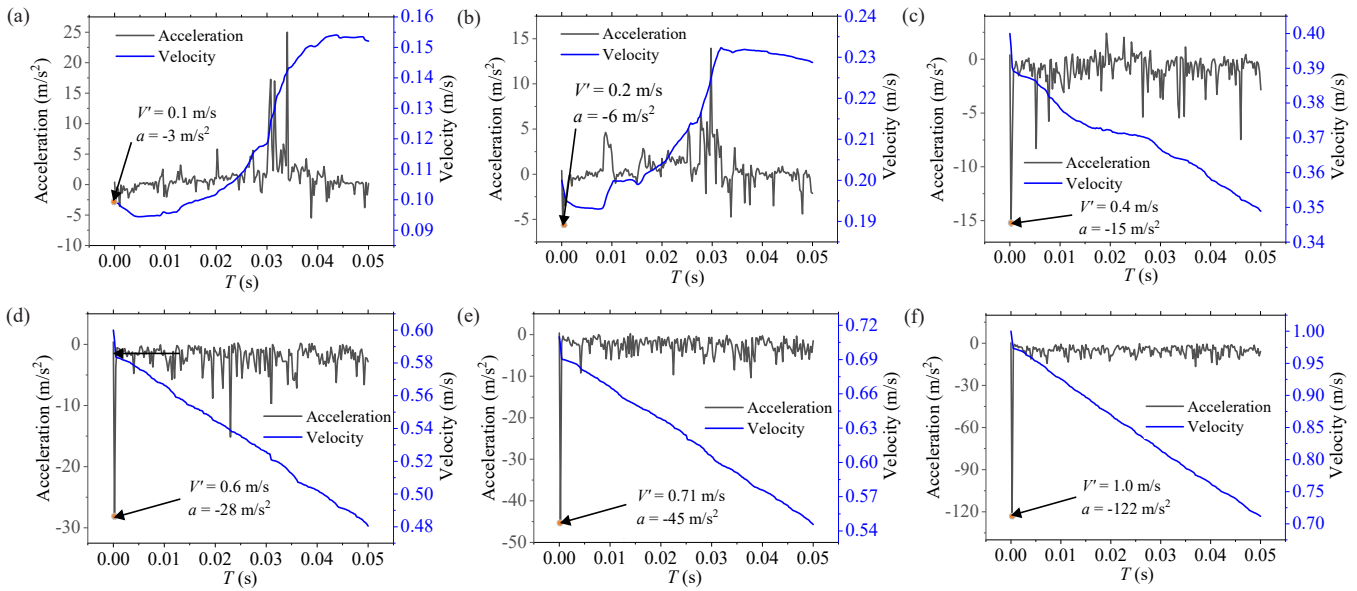 (a)
25
20
15
10
5
0
-5
-10
Acceleration (m/s²)
Acceleration
Velocity
V' = 0.1 m/s
a = -3 m/s²
0.16
0.15
0.14
0.13
0.12
0.11
0.10
0.09
Velocity (m/s)
0.00 0.01 0.02 0.03 0.04 0.05
T (s)
(b)
15
10
5
0
-5
Acceleration (m/s²)
Acceleration
Velocity
V' = 0.2 m/s
a = -6 m/s²
0.24
0.23
0.22
0.21
0.20
0.19
Velocity (m/s)
0.00 0.01 0.02 0.03 0.04 0.05
T (s)
(c)
0
-5
-10
-15
Acceleration (m/s²)
Acceleration
Velocity
V' = 0.4 m/s
a = -15 m/s²
0.40
0.39
0.38
0.37
0.36
0.35
0.34
Velocity (m/s)
0.00 0.01 0.02 0.03 0.04 0.05
T (s)
(d)
0
-10
-20
-30
Acceleration (m/s²)
Acceleration
Velocity
V' = 0.6 m/s
a = -28 m/s²
0.60
0.58
0.56
0.54
0.52
0.50
0.48
Velocity (m/s)
0.00 0.01 0.02 0.03 0.04 0.05
T (s)
(e)
0
-10
-20
-30
-40
-50
Acceleration (m/s²)
Acceleration
Velocity
V' = 0.71 m/s
a = -45 m/s²
0.72
0.69
0.66
0.63
0.60
0.57
0.54
Velocity (m/s)
0.00 0.01 0.02 0.03 0.04 0.05
T (s)
(f)
0
-30
-60
-90
-120
Acceleration (m/s²)
Acceleration
Velocity
V' = 1.0 m/s
a = -122 m/s²
1.00
0.95
0.90
0.85
0.80
0.75
0.70
Velocity (m/s)
0.00 0.01 0.02 0.03 0.04 0.05
T (s)